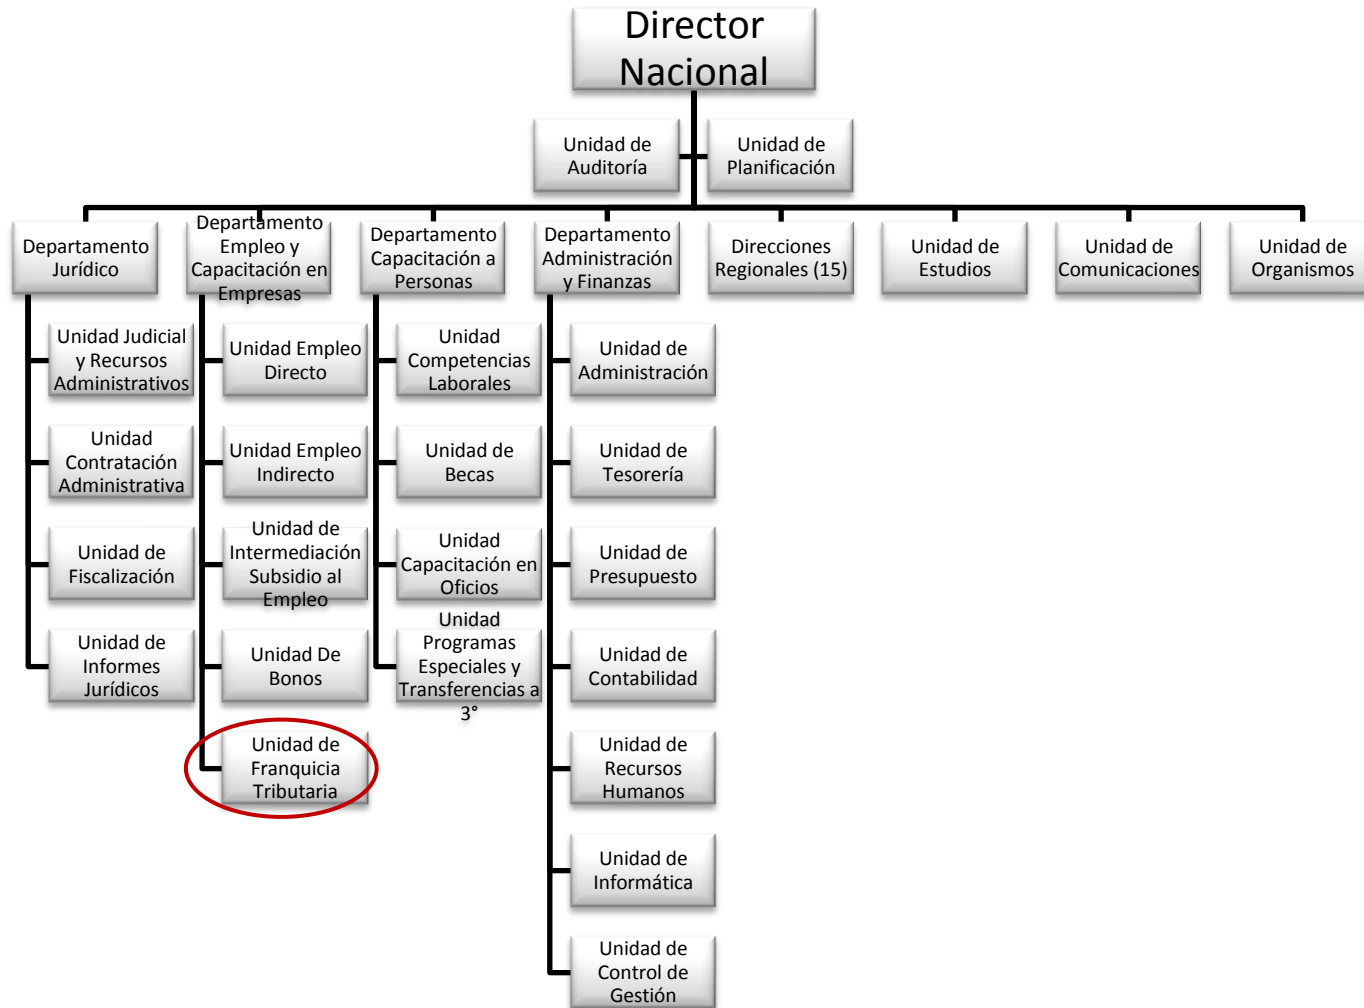 Director
Nacional
Unidad de
Auditoría
Unidad de
Planificación
Departamento
Jurídico
Departamento
Empleo y
Capacitación en
Empresas
Departamento
Capacitación a
Personas
Departamento
Administración
y Finanzas
Direcciones
Regionales (15)
Unidad de
Estudios
Unidad de
Comunicaciones
Unidad de
Organismos
Unidad Judicial
y Recursos
Administrativos
Unidad
Contratación
Administrativa
Unidad de
Fiscalización
Unidad de
Informes
Jurídicos
Unidad Empleo
Directo
Unidad Empleo
Indirecto
Unidad de
Intermediación
Subsidio al
Empleo
Unidad De
Bonos
Unidad de
Franquicia
Tributaria
Unidad
Competencias
Laborales
Unidad de
Becas
Unidad
Capacitación en
Oficios
Unidad
Programas
Especiales y
Transferencias a
3°
Unidad de
Administración
Unidad de
Tesorería
Unidad de
Presupuesto
Unidad de
Contabilidad
Unidad de
Recursos
Humanos
Unidad de
Informática
Unidad de
Control de
Gestión